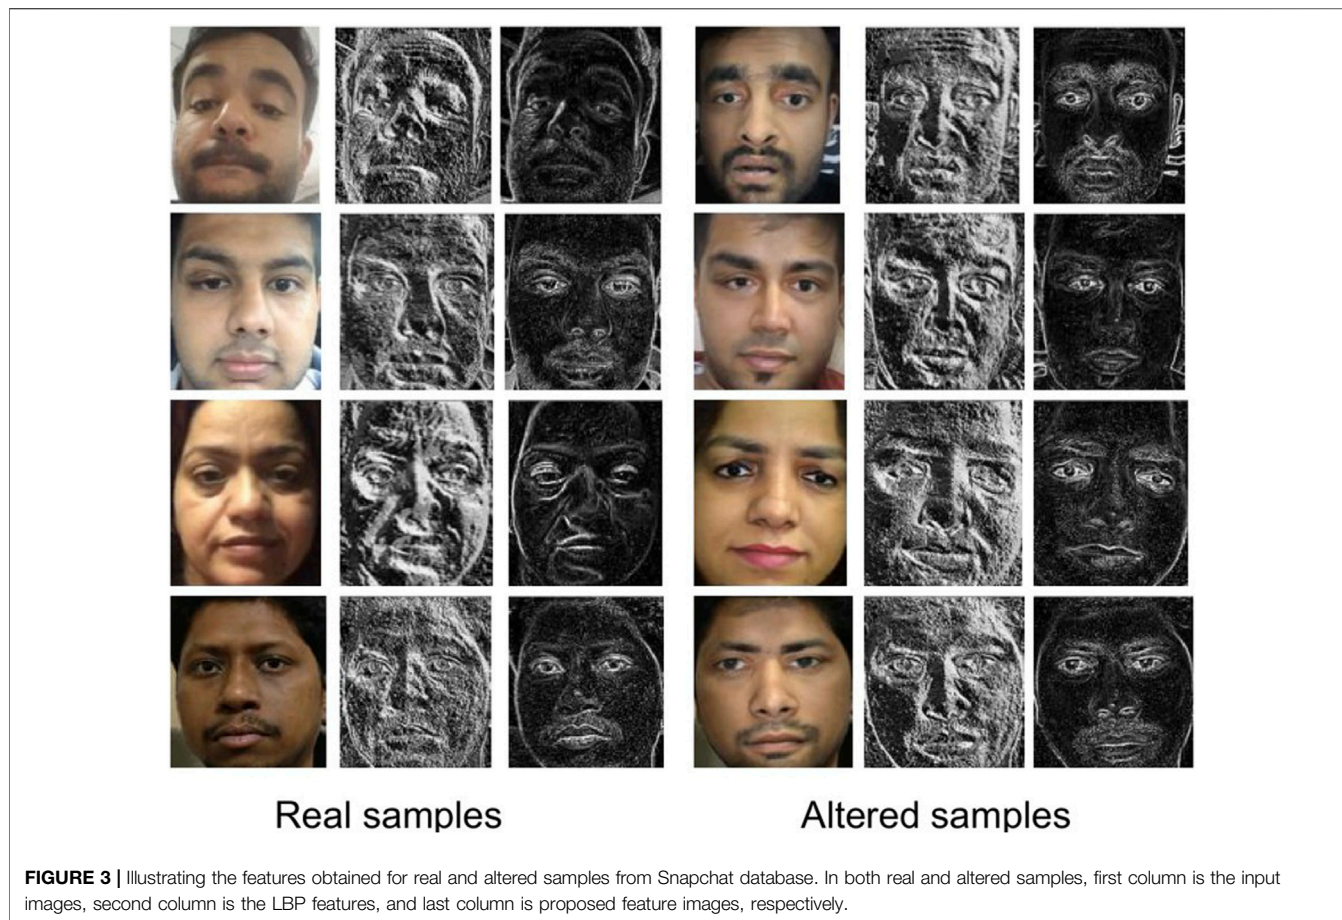 Real samples
Altered samples
FIGURE 3 | Illustrating the features obtained for real and altered samples from Snapchat database. In both real and altered samples, first column is the input
images, second column is the LBP features, and last column is proposed feature images, respectively.